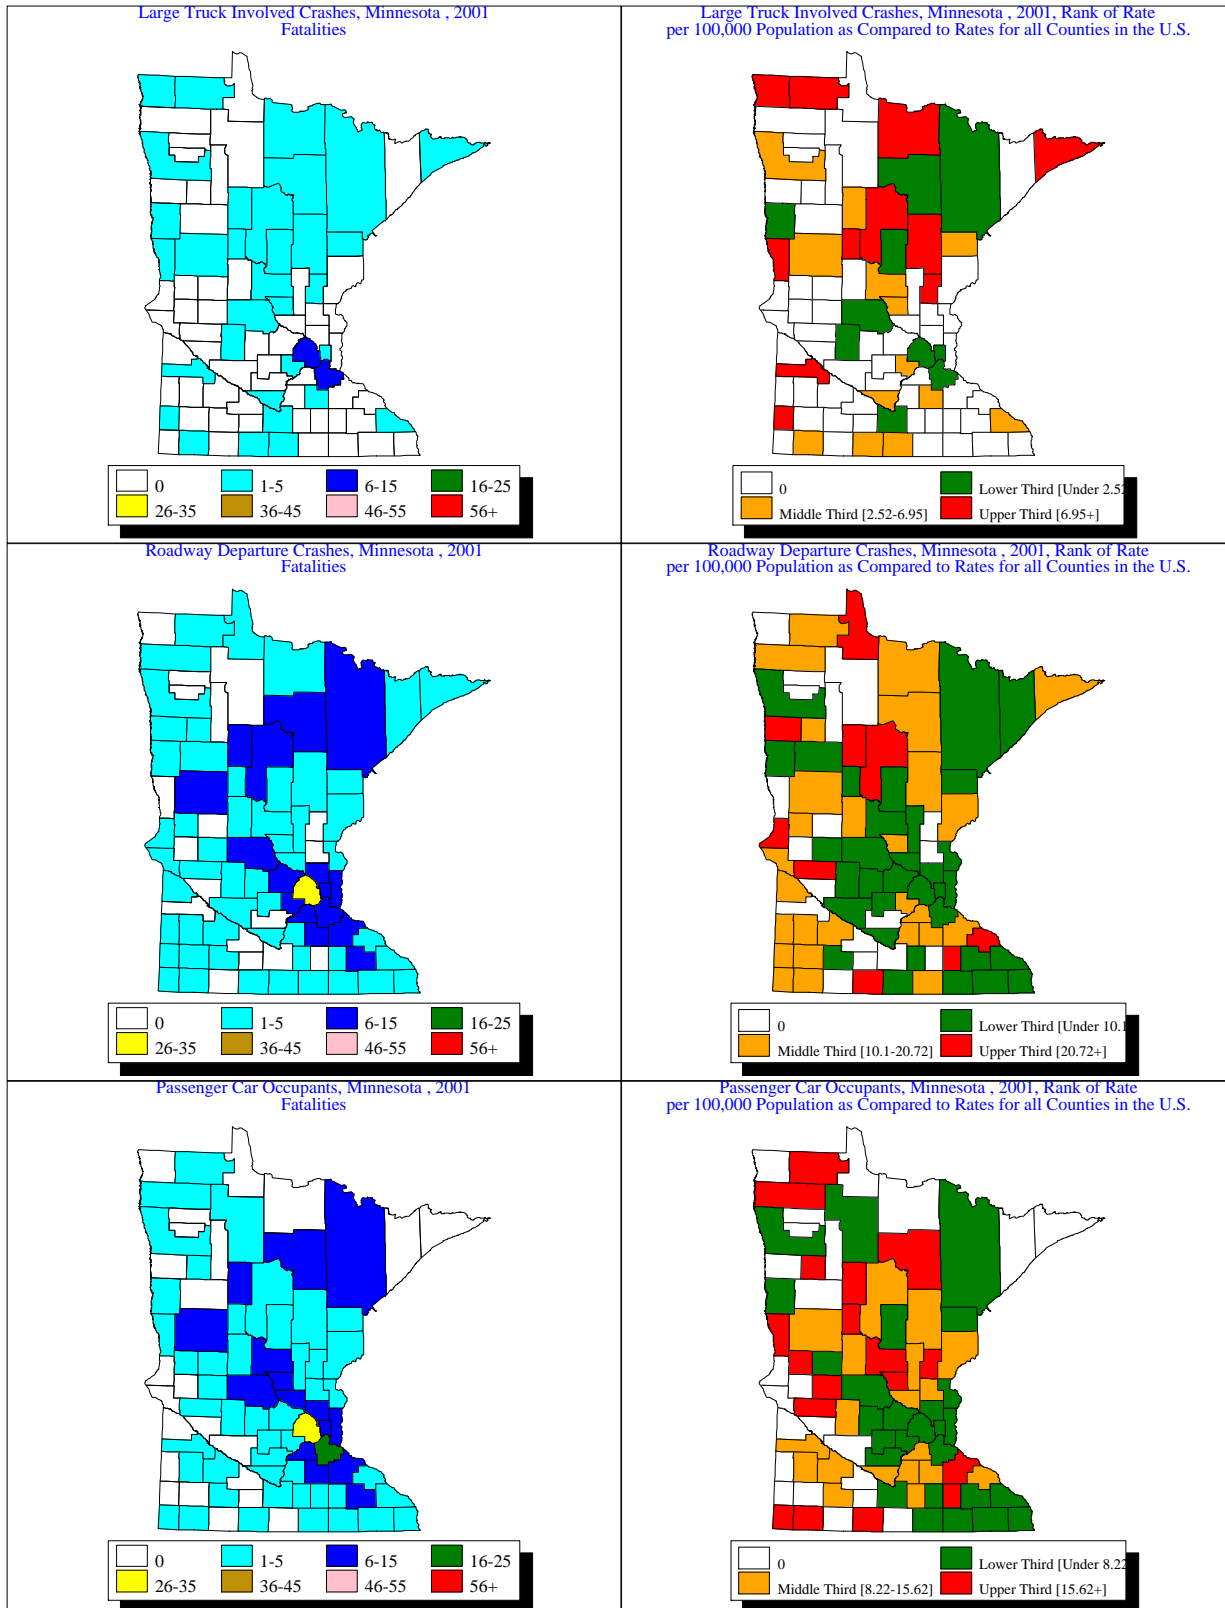 Large Truck Involved Crashes, Minnesota , 2001
Fatalities
0
1-5
6-15
16-25
26-35
36-45
46-55
56+
Large Truck Involved Crashes, Minnesota , 2001, Rank of Rate
per 100,000 Population as Compared to Rates for all Counties in the U.S.
0
Lower Third [Under 2.52
Middle Third [2.52-6.95]
Upper Third [6.95+]
Roadway Departure Crashes, Minnesota , 2001
Fatalities
0
1-5
6-15
16-25
26-35
36-45
46-55
56+
Roadway Departure Crashes, Minnesota , 2001, Rank of Rate
per 100,000 Population as Compared to Rates for all Counties in the U.S.
0
Lower Third [Under 10.1
Middle Third [10.1-20.72]
Upper Third [20.72+]
Passenger Car Occupants, Minnesota , 2001
Fatalities
0
1-5
6-15
16-25
26-35
36-45
46-55
56+
Passenger Car Occupants, Minnesota , 2001, Rank of Rate
per 100,000 Population as Compared to Rates for all Counties in the U.S.
0
Lower Third [Under 8.22
Middle Third [8.22-15.62]
Upper Third [15.62+]